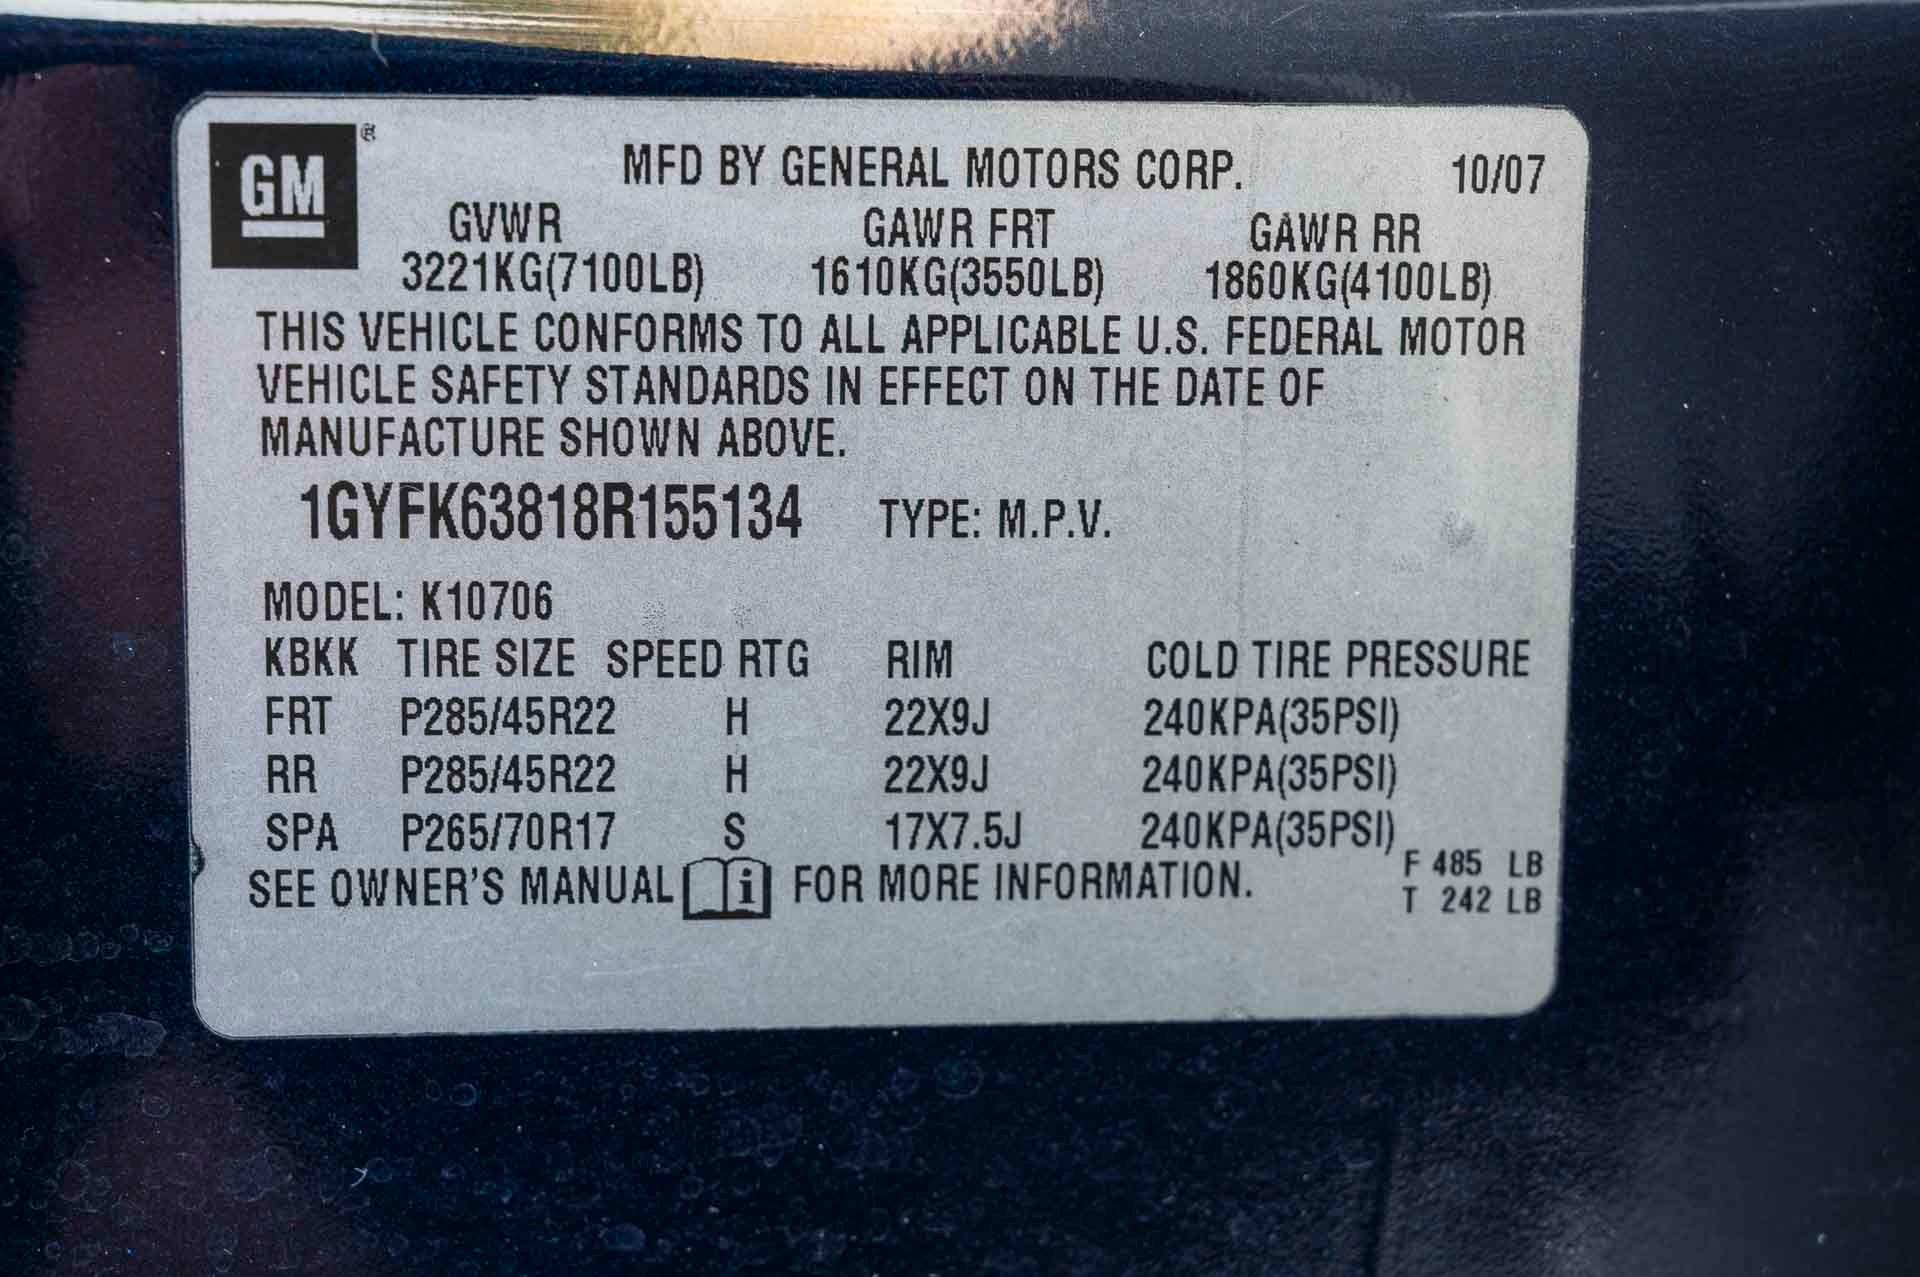 GM ®
MFD BY GENERAL MOTORS CORP. 10/07
GVWR GAWR FRT GAWR RR
3221KG(7100LB) 1610KG(3550LB) 1860KG(4100LB)
THIS VEHICLE CONFORMS TO ALL APPLICABLE U.S. FEDERAL MOTOR
VEHICLE SAFETY STANDARDS IN EFFECT ON THE DATE OF
MANUFACTURE SHOWN ABOVE.
1GYFK63818R155134 TYPE: M.P.V.
MODEL: K10706
KBKK TIRE SIZE SPEED RTG RIM COLD TIRE PRESSURE
FRT P285/45R22 H 22X9J 240KPA(35PSI)
RR P285/45R22 H 22X9J 240KPA(35PSI)
SPA P265/70R17 S 17X7.5J 240KPA(35PSI)
SEE OWNER'S MANUAL i FOR MORE INFORMATION.
F 485 LB
T 242 LB